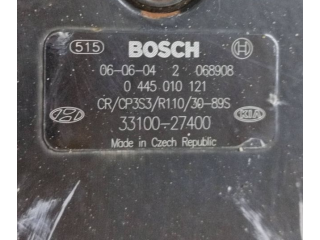 515 BOSCH
06-06-04 2 068908
0 445 010 121
CR/CP3S3/R110/30-89S
33100-27400
Made in Czech Republic